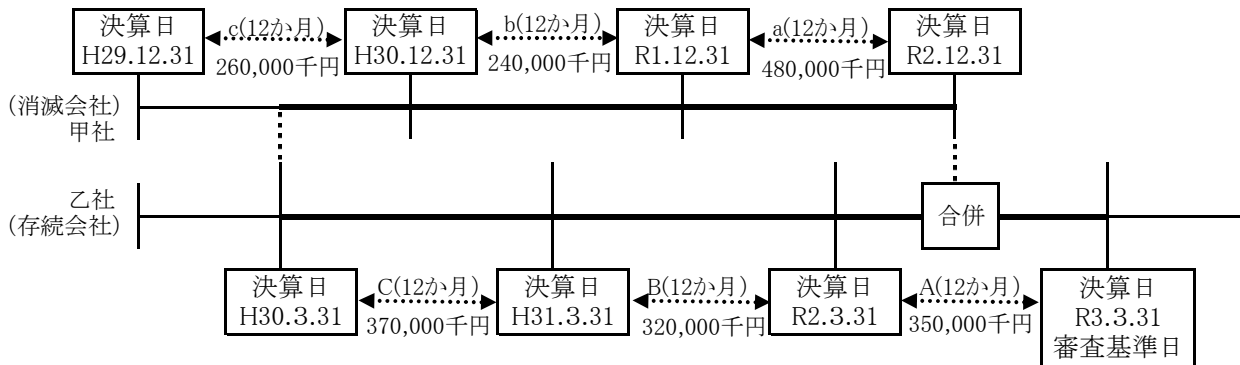 決算日
H29.12.31
c(12か月)
260,000千円
決算日
H30.12.31
b(12か月)
240,000千円
決算日
R1.12.31
a(12か月)
480,000千円
決算日
R2.12.31
(消滅会社)
甲社
乙社
(存続会社)
合併
決算日
H30.3.31
C(12か月)
370,000千円
決算日
H31.3.31
B(12か月)
320,000千円
決算日
R2.3.31
A(12か月)
350,000千円
決算日
R3.3.31
審査基準日